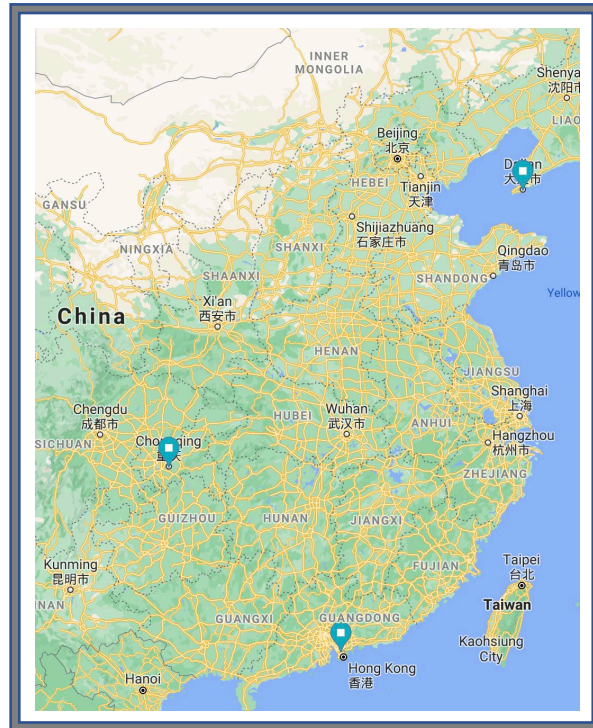 INNER
MONGOLIA
Shenya
沈阳市
LIAO
Beijing
北京
HEBEI
Tianjin
天津
Shijiazhuang
石家庄市
GANSU
NINGXIA
SHANXI
SHAANXI
Qingdao
青岛市
SHANDONG
Yellow
Xi'an
西安市
China
HENAN
JIANGSU
Shanghai
上海
Chengdu
成都市
SICHUAN
HUBEI
Wuhan
武汉市
ANHUI
Hangzhou
杭州市
ZHEJIANG
GUIZHOU
HUNAN
JIANGXI
FUJIAN
Kunming
昆明市
NAN
GUANGXI
GUANGDONG
Taipei
台北
Taiwan
Kaohsiung
City
Hong Kong
香港
Hanoi